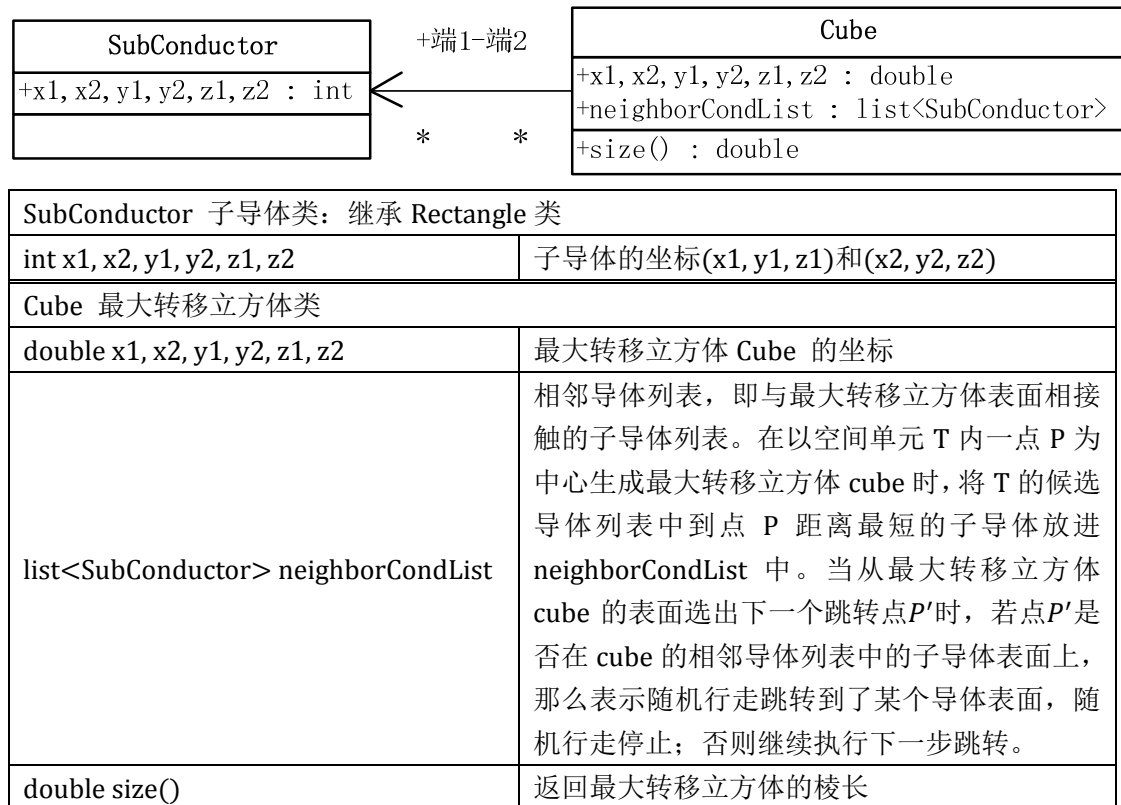 SubConductor
+x1, x2, y1, y2, z1, z2 : int
+端1-端2
*
*
Cube
+x1, x2, y1, y2, z1, z2 : double
+neighborCondList : list<SubConductor>
+size() : double
SubConductor 子导体类：继承 Rectangle 类
int x1, x2, y1, y2, z1, z2
子导体的坐标(x1, y1, z1)和(x2, y2, z2)
Cube 最大转移立方体类
double x1, x2, y1, y2, z1, z2
最大转移立方体 Cube 的坐标
list<SubConductor> neighborCondList
相邻导体列表，即与最大转移立方体表面相接
触的子导体列表。在以空间单元 T 内一点 P 为
中心生成最大转移立方体 cube 时，将 T 的候选
导体列表中到点 P 距离最短的子导体放进
neighborCondList 中。当从最大转移立方体
cube 的表面选出下一个跳转点P′时，若点P′是
否在 cube 的相邻导体列表中的子导体表面上，
那么表示随机行走跳转到了某个导体表面，随
机行走停止；否则继续执行下一步跳转。
double size()
返回最大转移立方体的棱长